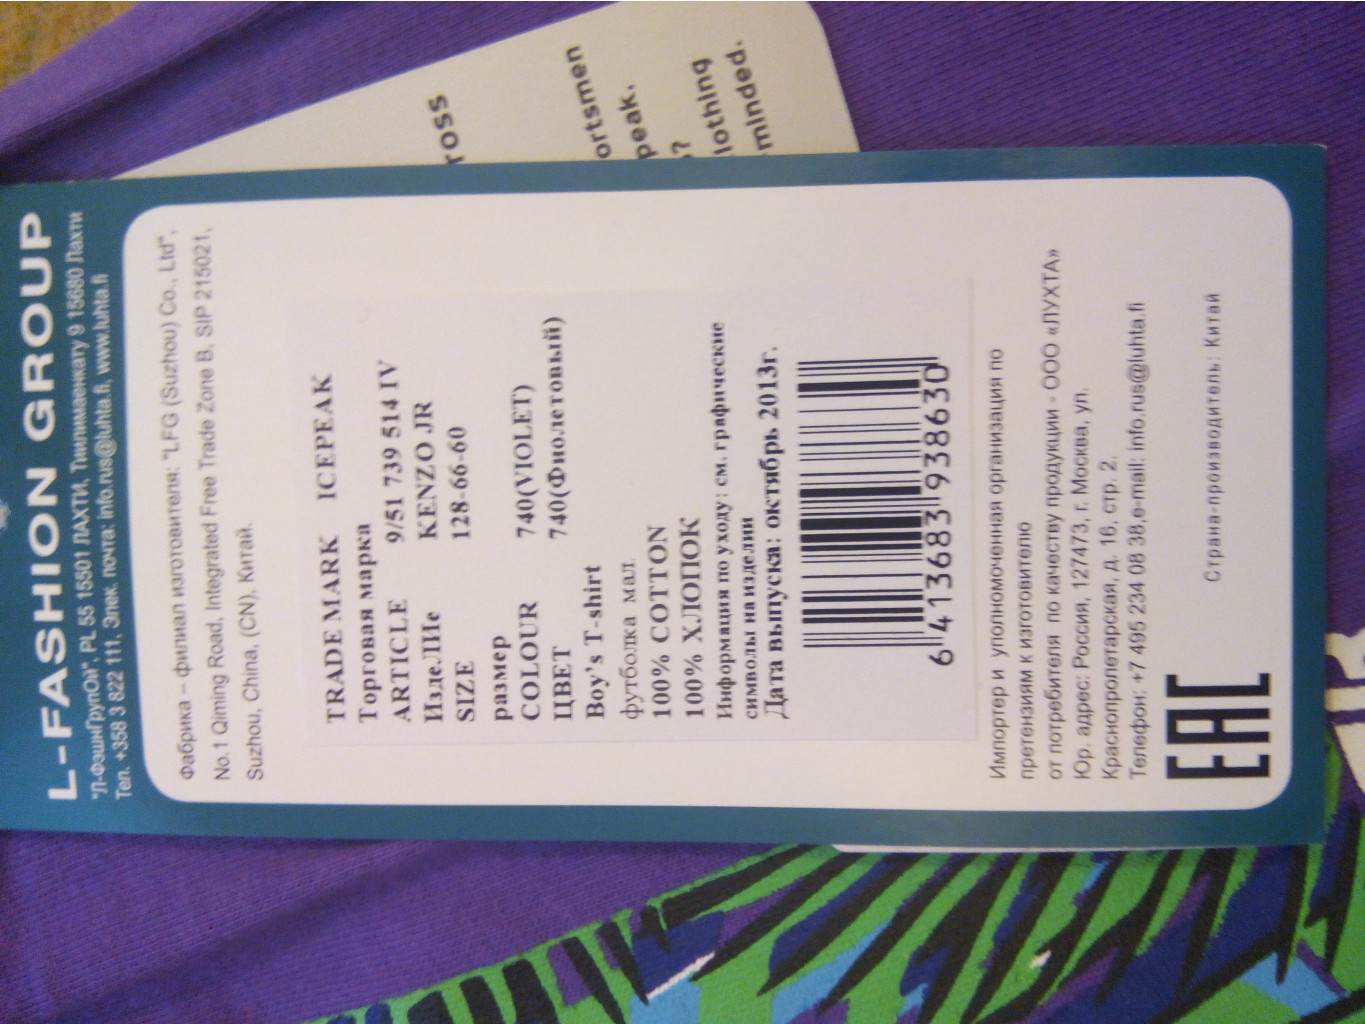 L-FASHION GROUP
"Л-ФэшнГрупОй", PL 55 15501 ЛАХТИ, Тиилимаенкату 9 15680 Лахти
Тел. +358 3 822 111, Элек. почта: info.rus@luhta.fi, www.luhta.fi
Фабрика – филиал изготовителя: "LFG (Suzhou) Co., Ltd",
No.1 Qiming Road, Integrated Free Trade Zone B, SIP 215021,
Suzhou, China, (CN), Китай.
TRADE MARK ICEPEAK
Торговая марка
ARTICLE 9/51 739 514 IV
ИздеЛИе KENZO JR
SIZE 128-66-60
размер
COLOUR 740(VIOLET)
ЦВЕТ 740(Фиолетовый)
Boy's T-shirt
футболка мал.
100% COTTON
100% ХЛОПОК
Информация по уходу: см. графические
символы на изделии
Дата выпуска: октябрь 2013г.
6 413683 938630
Импортер и уполномоченная организация по
претензиям к изготовителю
от потребителя по качеству продукции - ООО «ЛУХТА»
Юр. адрес: Россия, 127473, г. Москва, ул.
Краснопролетарская, д. 16, стр. 2.
Телефон: +7 495 234 08 38,e-mail: info.rus@luhta.fi
EAC
Страна-производитель: Китай
ross
ortsmen
peak.
?
lothing
minded.